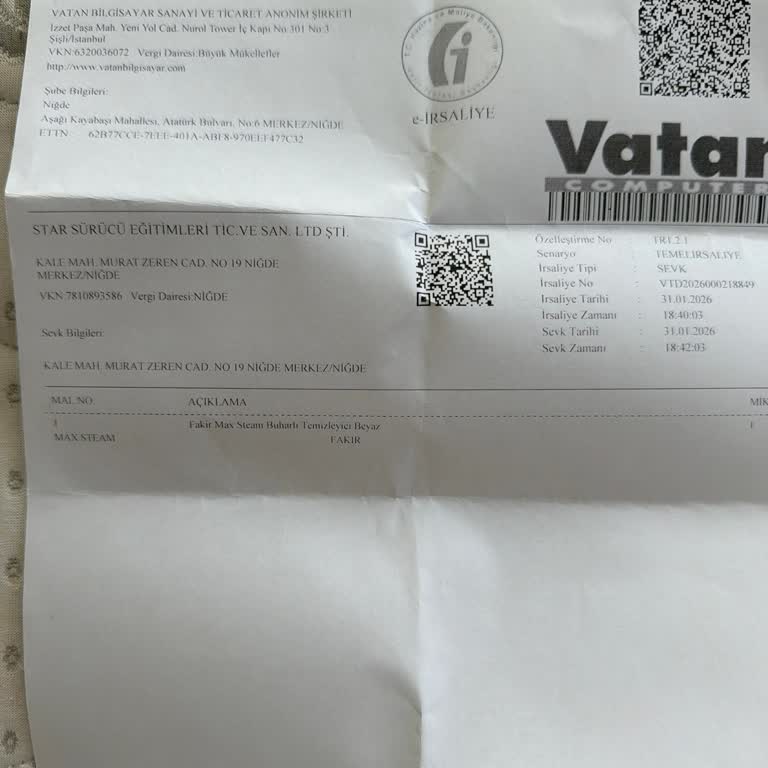 VATAN BİLGİSAYAR SANAYİ VE TİCARET ANONİM ŞİRKETİ
İzzet Paşa Mah. Yeni Yol Cad. Nurol Tower İç Kapı No:301 No:3
Şişli/İstanbul
VKN:6320036072 Vergi Dairesi:Büyük Mükellefler
http://www.vatanbilgisayar.com
Şube Bilgileri:
Niğde
Aşağı Kayabaşı Mahallesi, Atatürk Bulvarı, No:6 MERKEZ/NİĞDE
ETTN: 62B77CCE-7EEE-401A-ABF8-970EEF477C32
e-İRSALİYE
Vatan
COMPUTER
STAR SÜRÜCÜ EĞİTİMLERİ TİC.VE SAN. LTD ŞTİ.
KALE MAH. MURAT ZEREN CAD. NO 19 NİĞDE
MERKEZ/NİĞDE
VKN 7810893586 Vergi Dairesi:NİĞDE
Sevk Bilgileri:
KALE MAH. MURAT ZEREN CAD. NO 19 NİĞDE MERKEZ/NİĞDE
Özelleştirme No : TR1.2.1
Senaryo : TEMELIRSALIYE
İrsaliye Tipi : SEVK
İrsaliye No : VTD2026000218849
İrsaliye Tarihi : 31.01.2026
İrsaliye Zamanı : 18:40:03
Sevk Tarihi : 31.01.2026
Sevk Zamanı : 18:42:03
MAL.NO. AÇIKLAMA MİK
1 Fakir Max Steam Buharlı Temizleyici Beyaz 1
MAX STEAM FAKIR